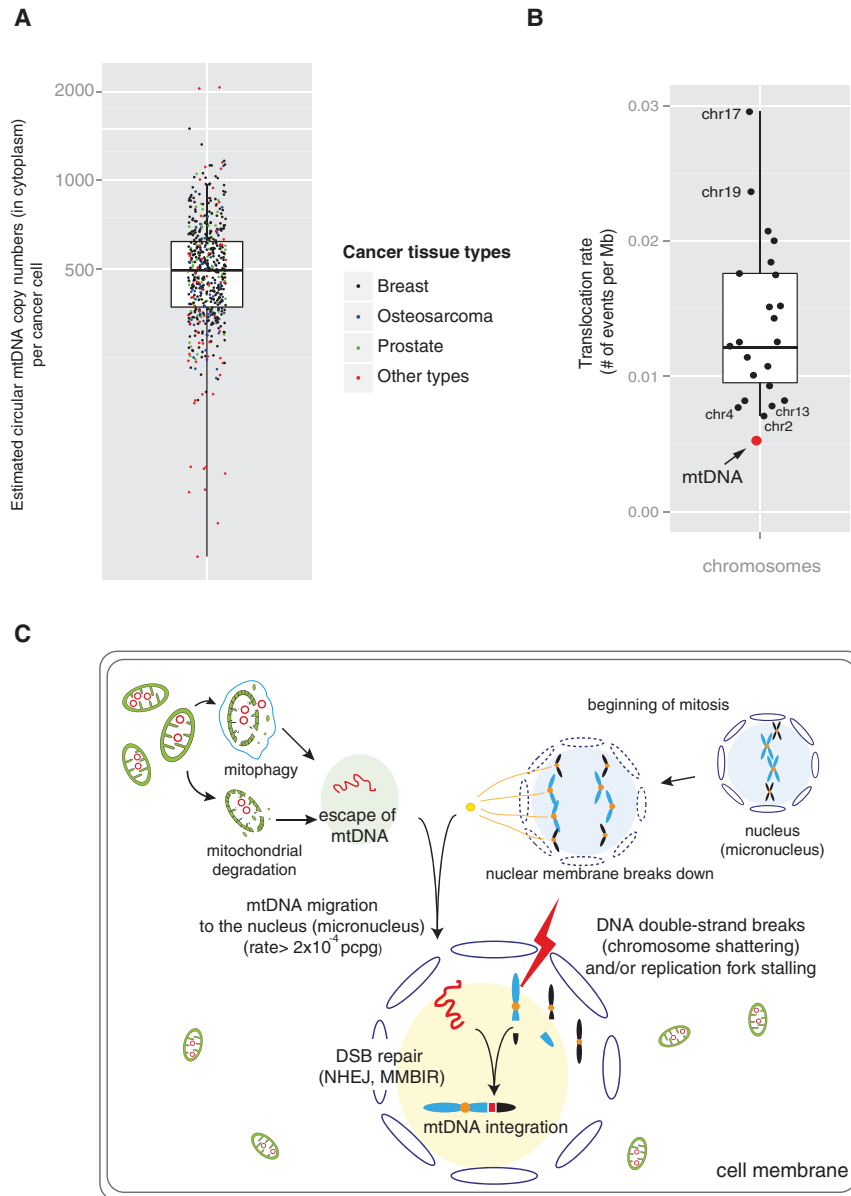 A
Estimated circular mtDNA copy numbers (in cytoplasm)
per cancer cell
2000
1000
500
Cancer tissue types
Breast
Osteosarcoma
Prostate
Other types
B
Translocation rate
(# of events per Mb)
0.03
0.02
0.01
0.00
chr17
chr19
chr4
chr13
chr2
mtDNA
chromosomes
C
beginning of mitosis
mitophagy
escape of
mtDNA
mitochondrial
degradation
nucleus
(micronucleus)
nuclear membrane breaks down
mtDNA migration
to the nucleus (micronucleus)
(rate> 2x10⁻⁴ pcpg)
DNA double-strand breaks
(chromosome shattering)
and/or replication fork stalling
DSB repair
(NHEJ, MMBIR)
mtDNA integration
cell membrane